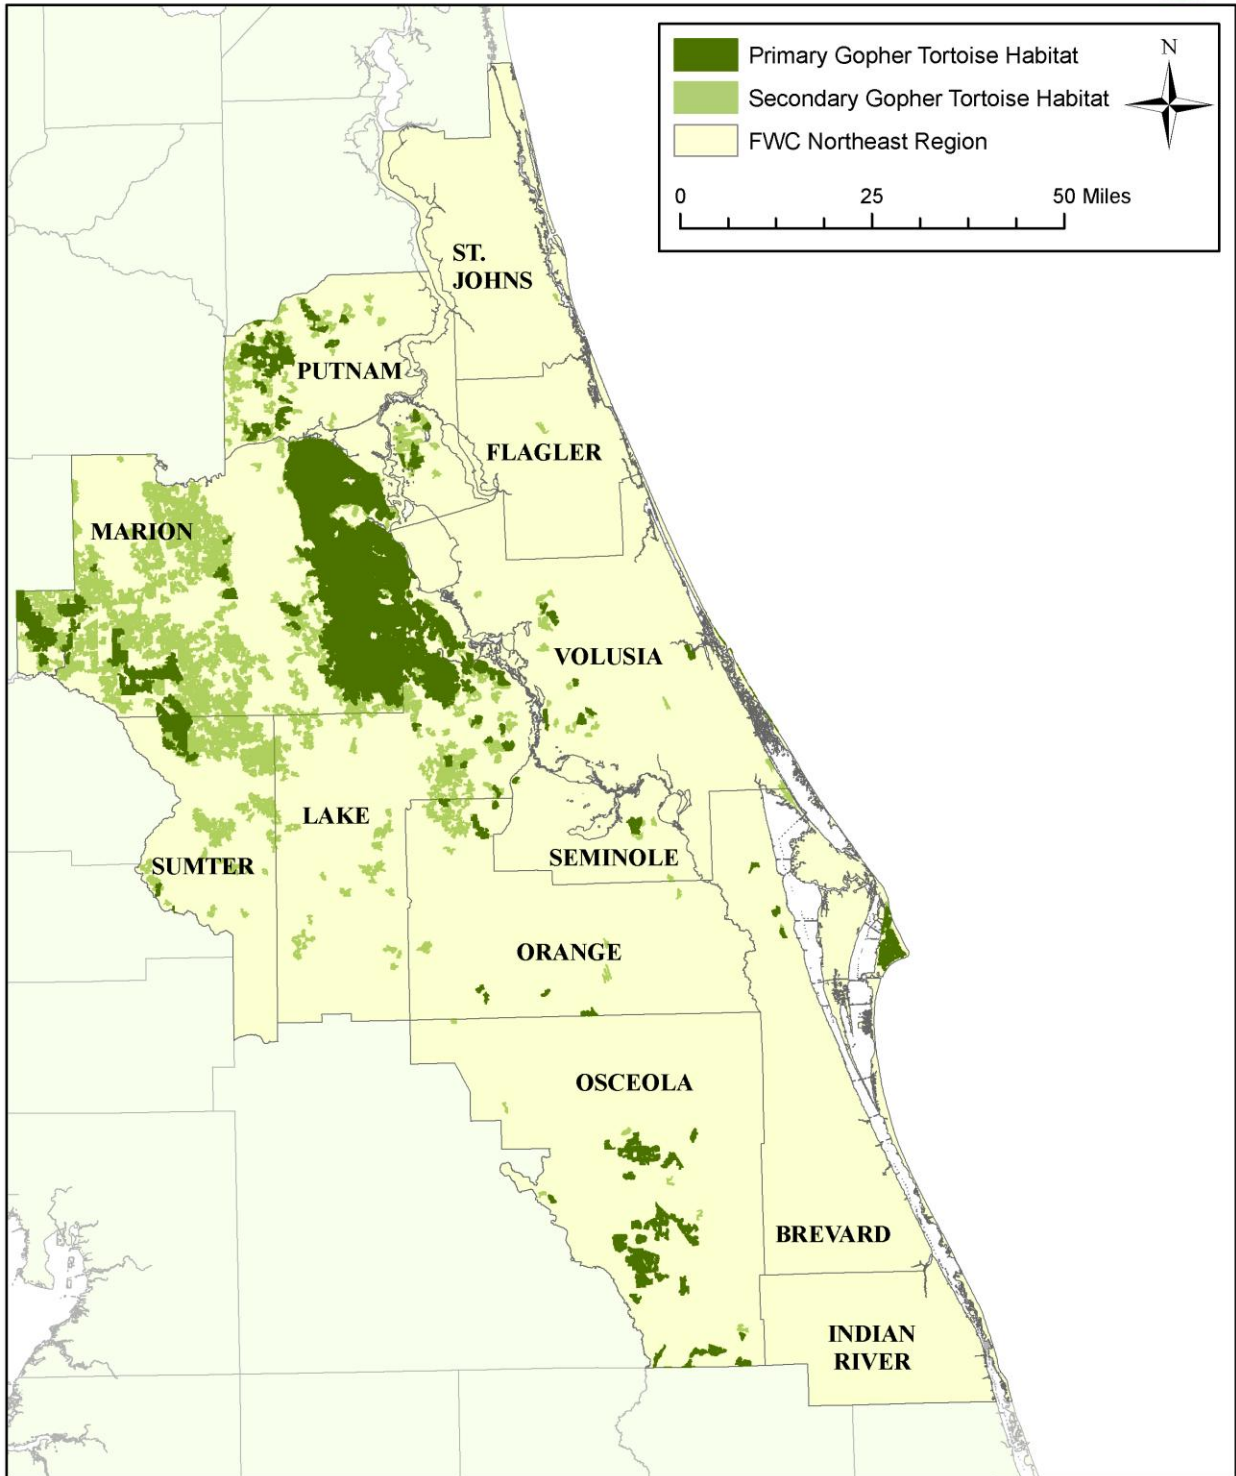 Primary Gopher Tortoise Habitat
Secondary Gopher Tortoise Habitat
FWC Northeast Region
N
0 25 50 Miles
ST.
JOHNS
PUTNAM
FLAGLER
MARION
VOLUSIA
LAKE
SUMTER
SEMINOLE
ORANGE
OSCEOLA
BREVARD
INDIAN
RIVER